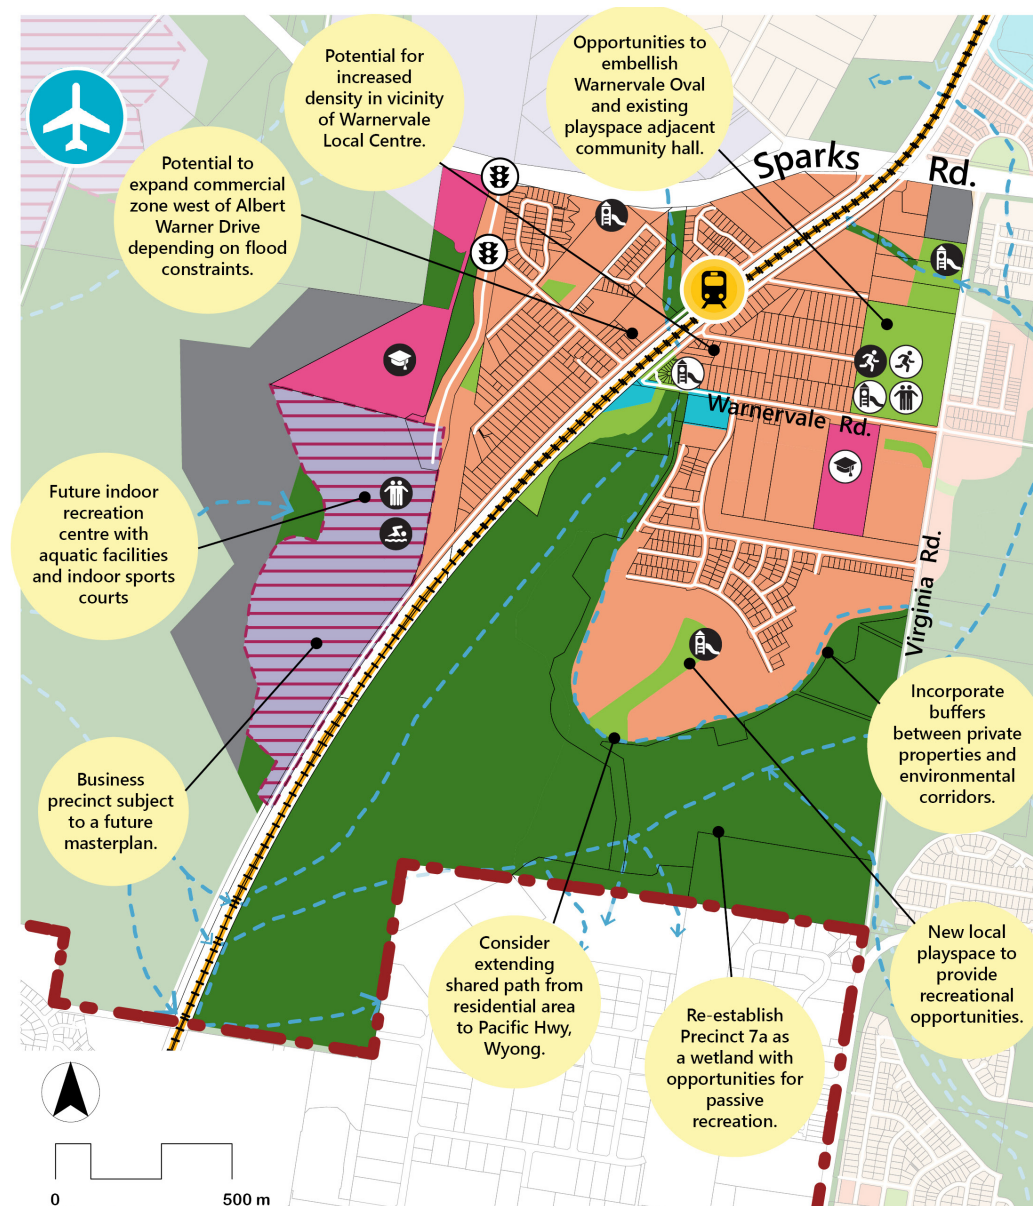 Potential for
increased
density in vicinity
of Warnervale
Local Centre.
Opportunities to
embellish
Warnervale Oval
and existing
playspace adjacent
community hall.
Potential to
expand commercial
zone west of Albert
Warner Drive
depending on flood
constraints.
Sparks Rd.
Warnervale Rd.
Virginia Rd.
Future indoor
recreation
centre with
aquatic facilities
and indoor sports
courts
Incorporate
buffers
between private
properties and
environmental
corridors.
Business
precinct subject
to a future
masterplan.
Consider
extending
shared path from
residential area
to Pacific Hwy,
Wyong.
New local
playspace to
provide
recreational
opportunities.
Re-establish
Precinct 7a as
a wetland with
opportunities for
passive
recreation.
0 500 m